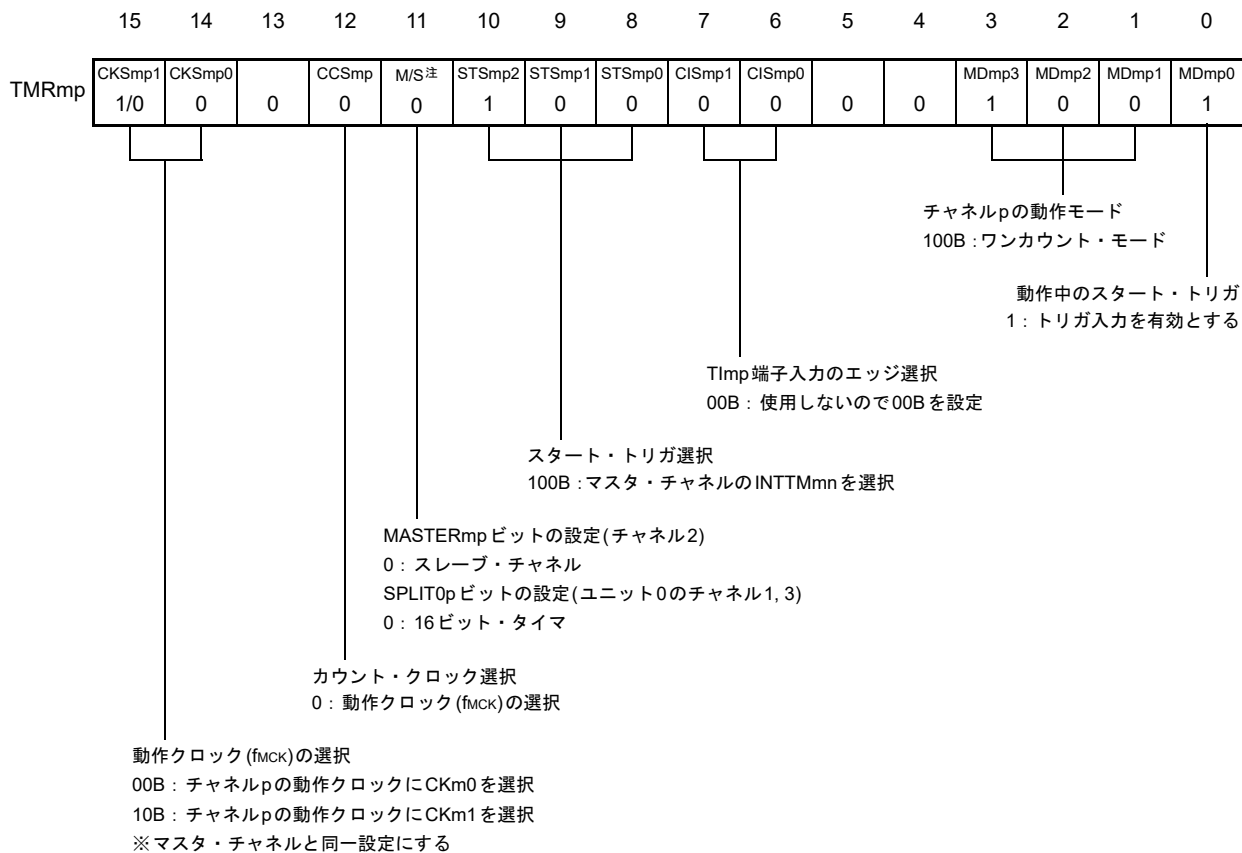 15 14 13 12 11 10 9 8 7 6 5 4 3 2 1 0
TMRmp
CKSmp1 CKSmp0 CCSmp M/S注 STSmp2 STSmp1 STSmp0 CISmp1 CISmp0 MDmp3 MDmp2 MDmp1 MDmp0
1/0 0 0 0 0 1 0 0 0 0 0 0 1 0 0 1
チャネルpの動作モード
100B：ワンカウント・モード
動作中のスタート・トリガ
1：トリガ入力を有効とする
TImp端子入力のエッジ選択
00B：使用しないので00Bを設定
スタート・トリガ選択
100B：マスタ・チャネルのINTTMmnを選択
MASTERmpビットの設定(チャネル2)
0：スレーブ・チャネル
SPLIT0pビットの設定(ユニット0のチャネル1, 3)
0：16ビット・タイマ
カウント・クロック選択
0：動作クロック(fMCK)の選択
動作クロック(fMCK)の選択
00B：チャネルpの動作クロックにCKm0を選択
10B：チャネルpの動作クロックにCKm1を選択
※マスタ・チャネルと同一設定にする